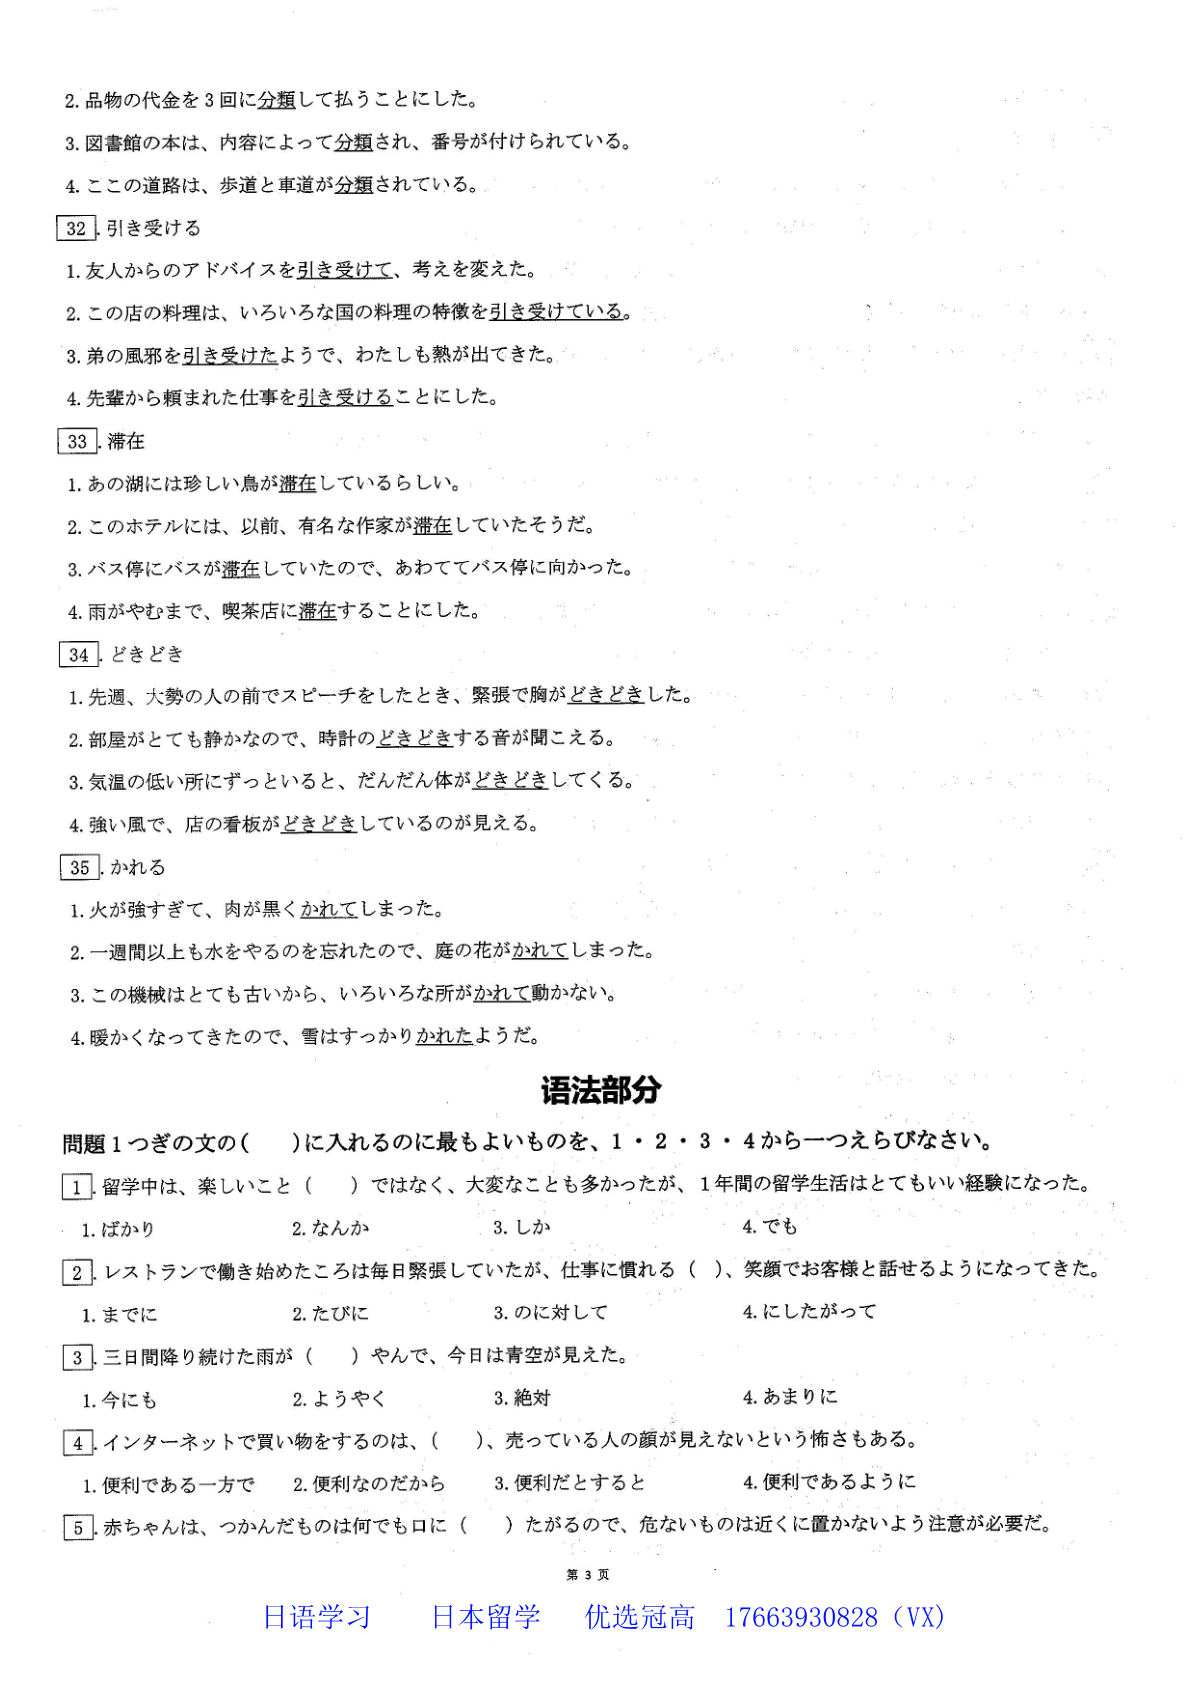 2. 品物の代金を3回に分類して払うことにした。
3. 図書館の本は、内容によって分類され、番号が付けられている。
4. ここの道路は、歩道と車道が分類されている。
32. 引き受ける
1. 友人からのアドバイスを引き受けて、考えを変えた。
2. この店の料理は、いろいろな国の料理の特徴を引き受けている。
3. 弟の風邪を引き受けたようで、わたしも熱が出てきた。
4. 先輩から頼まれた仕事を引き受けることにした。
33. 滞在
1. あの湖には珍しい鳥が滞在しているらしい。
2. このホテルには、以前、有名な作家が滞在していたそうだ。
3. バス停にバスが滞在していたので、あわててバス停に向かった。
4. 雨がやむまで、喫茶店に滞在することにした。
34. どきどき
1. 先週、大勢の人の前でスピーチをしたとき、緊張で胸がどきどきした。
2. 部屋がとても静かなので、時計のどきどきする音が聞こえる。
3. 気温の低い所にずっといると、だんだん体がどきどきしてくる。
4. 強い風で、店の看板がどきどきしているのが見える。
35. かれる
1. 火が強すぎて、肉が黒くかれてしまった。
2. 一週間以上も水をやるのを忘れたので、庭の花がかれてしまった。
3. この機械はとても古いから、いろいろな所がかれて動かない。
4. 暖かくなってきたので、雪はすっかりかれたようだ。
语法部分
問題1つぎの文の(　　)に入れるのに最もよいものを、1・2・3・4から一つえらびなさい。
1. 留学中は、楽しいこと（　　）ではなく、大変なことも多かったが、1年間の留学生活はとてもいい経験になった。
1. ばかり 2. なんか 3. しか 4. でも
2. レストランで働き始めたころは毎日緊張していたが、仕事に慣れる（　）、笑顔でお客様と話せるようになってきた。
1. までに 2. たびに 3. のに対して 4. にしたがって
3. 三日間降り続けた雨が（　　）やんで、今日は青空が見えた。
1. 今にも 2. ようやく 3. 絶対 4. あまりに
4. インターネットで買い物をするのは、（　　）、売っている人の顔が見えないという怖さもある。
1. 便利である一方で 2. 便利なのだから 3. 便利だとすると 4. 便利であるように
5. 赤ちゃんは、つかんだものは何でも口に（　　）たがるので、危ないものは近くに置かないよう注意が必要だ。
第 3 页
日语学习 日本留学 优选冠高 17663930828（VX)